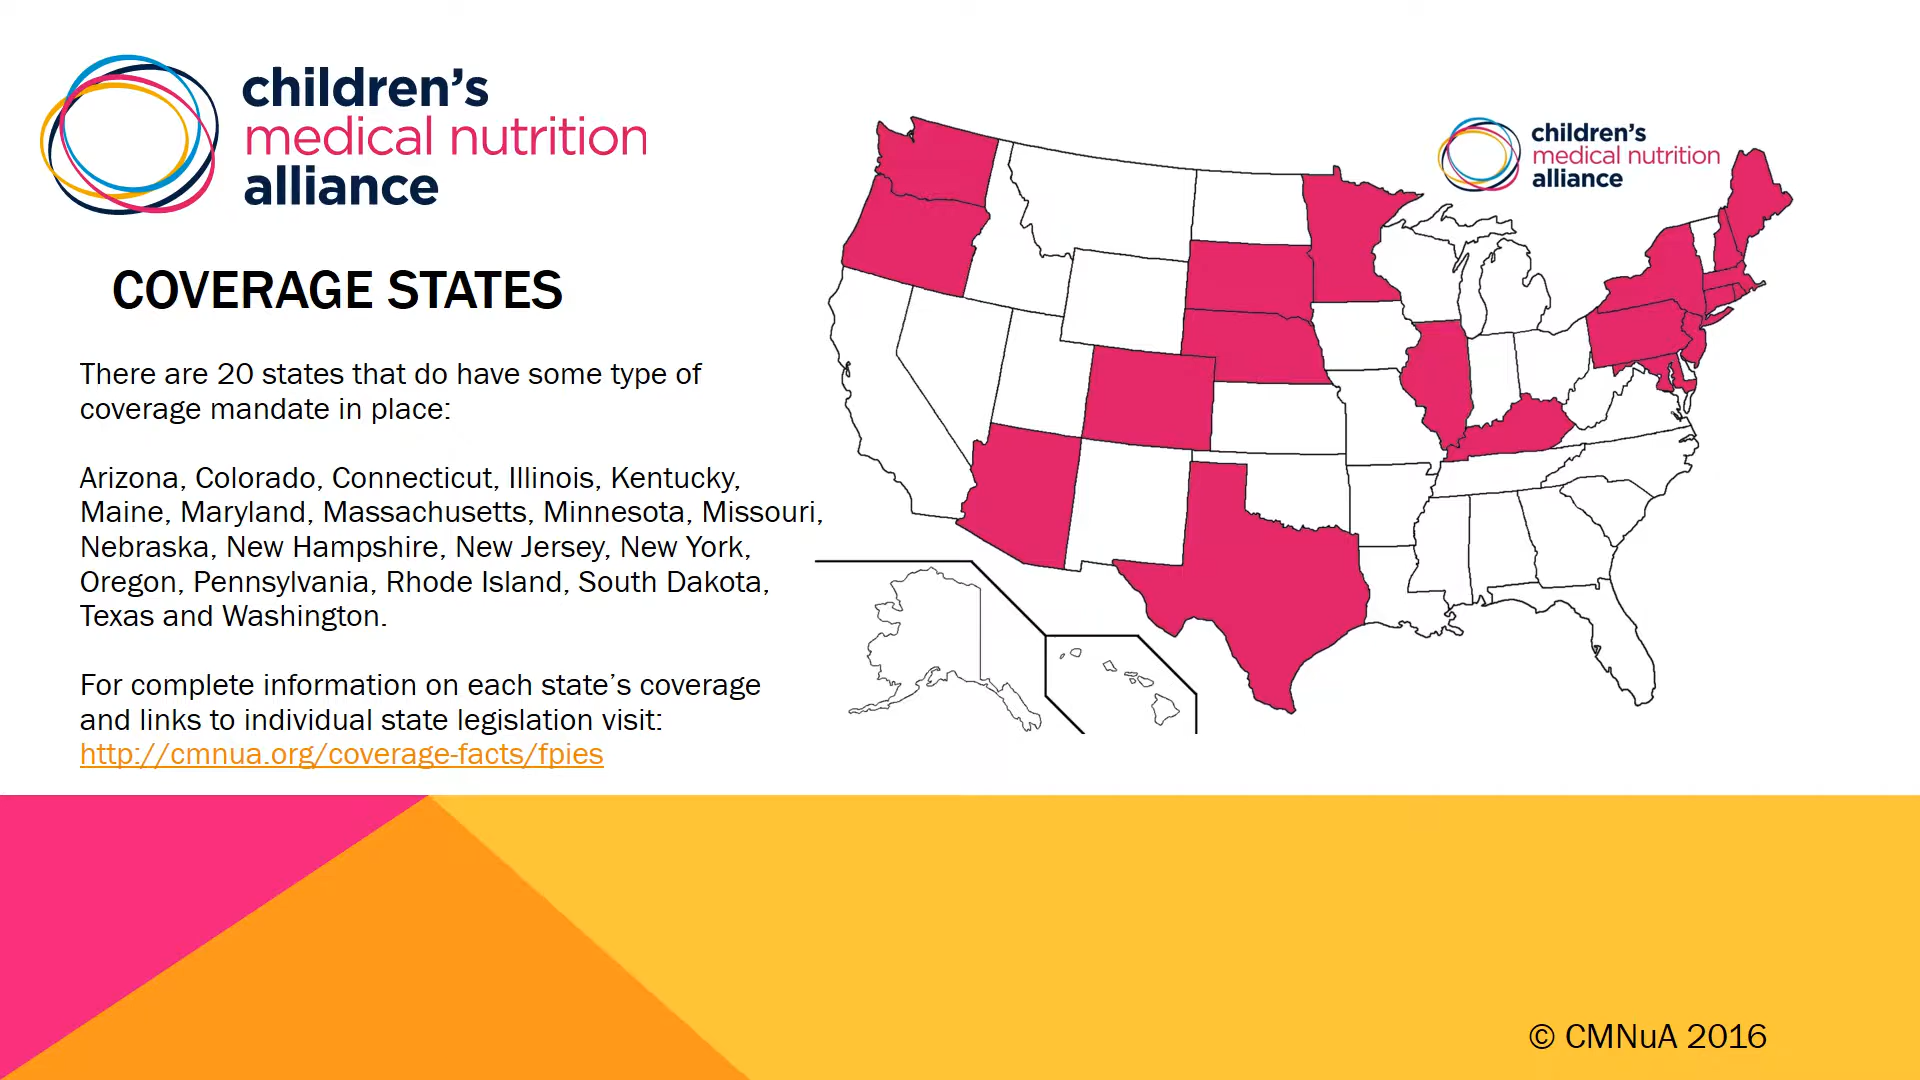 children's
medical nutrition
alliance
children's
medical nutrition
alliance
COVERAGE STATES
There are 20 states that do have some type of
coverage mandate in place:
Arizona, Colorado, Connecticut, Illinois, Kentucky,
Maine, Maryland, Massachusetts, Minnesota, Missouri,
Nebraska, New Hampshire, New Jersey, New York,
Oregon, Pennsylvania, Rhode Island, South Dakota,
Texas and Washington.
For complete information on each state’s coverage
and links to individual state legislation visit:
http://cmnua.org/coverage-facts/fpies
© CMNuA 2016